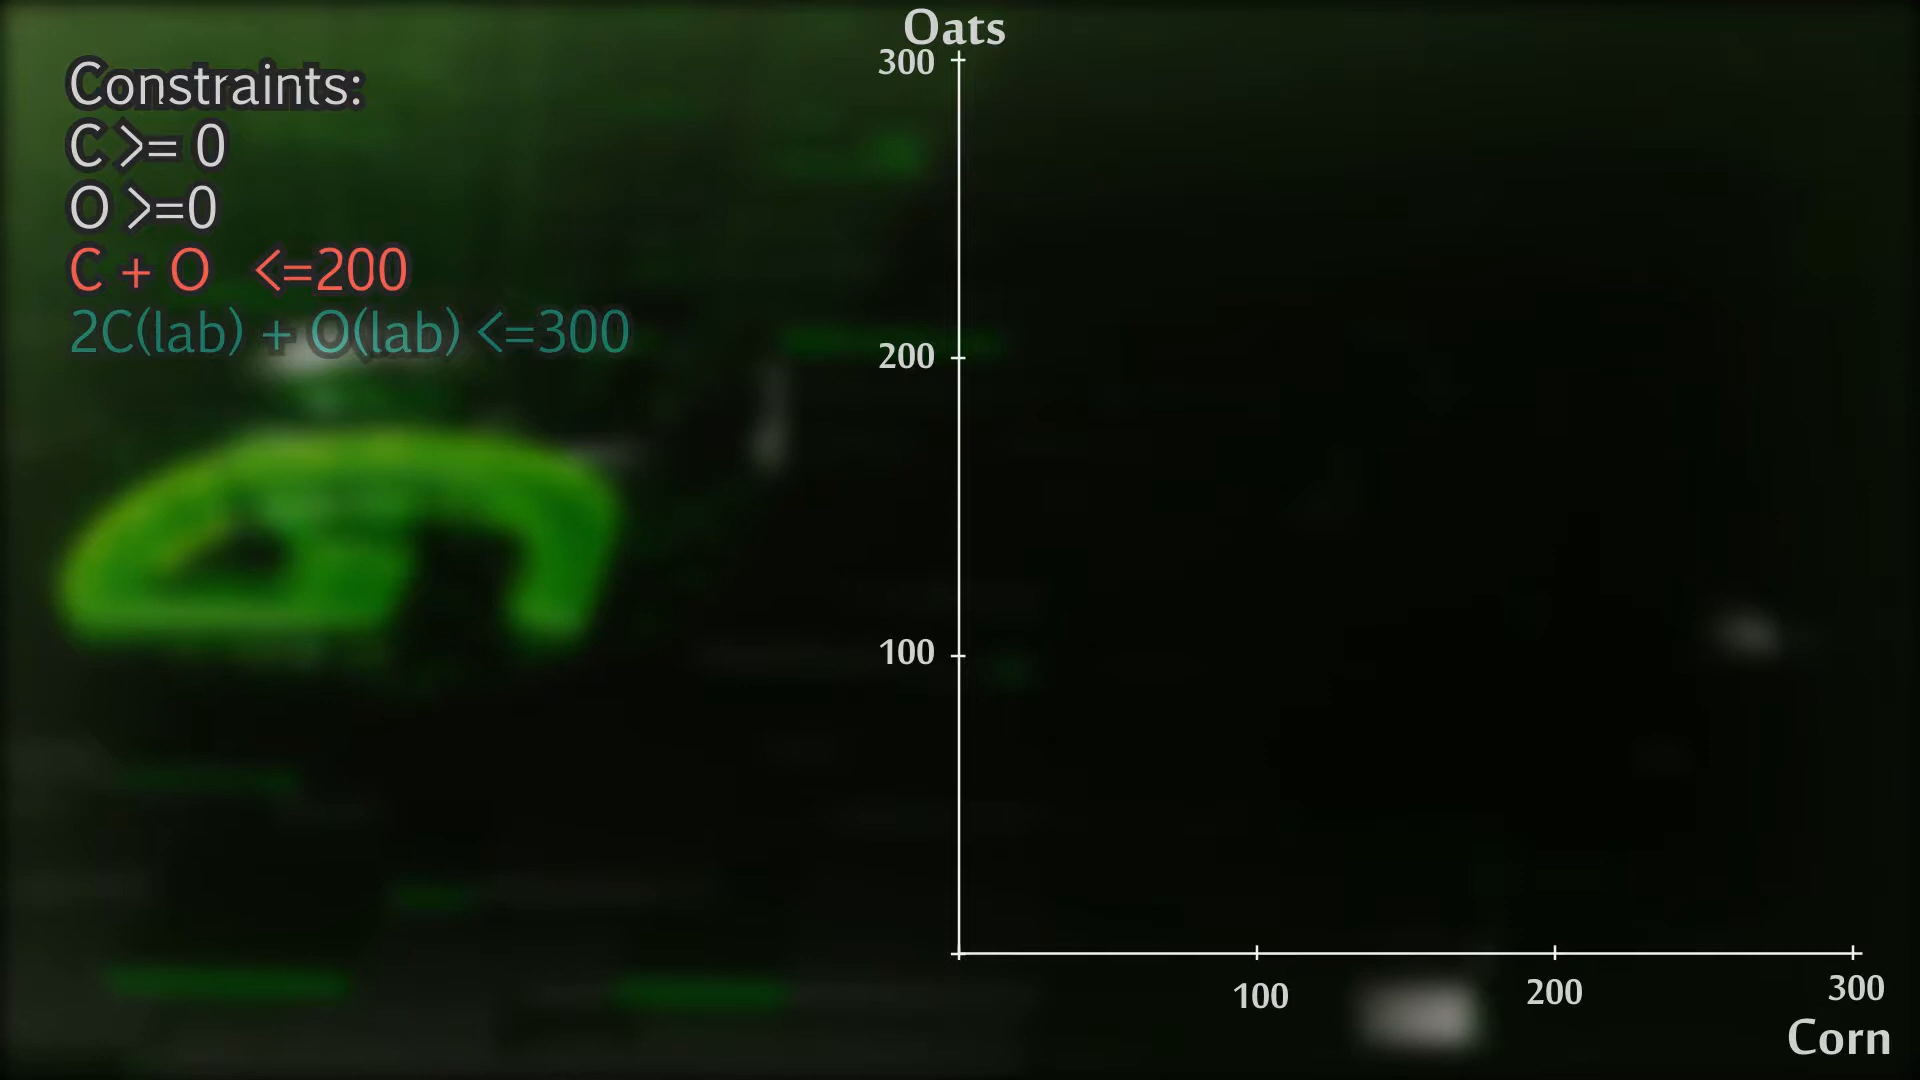 Constraints:
C >= 0
O >=0
C + O <=200
2C(lab) + O(lab) <=300
Oats
300
200
100
100
200
300
Corn